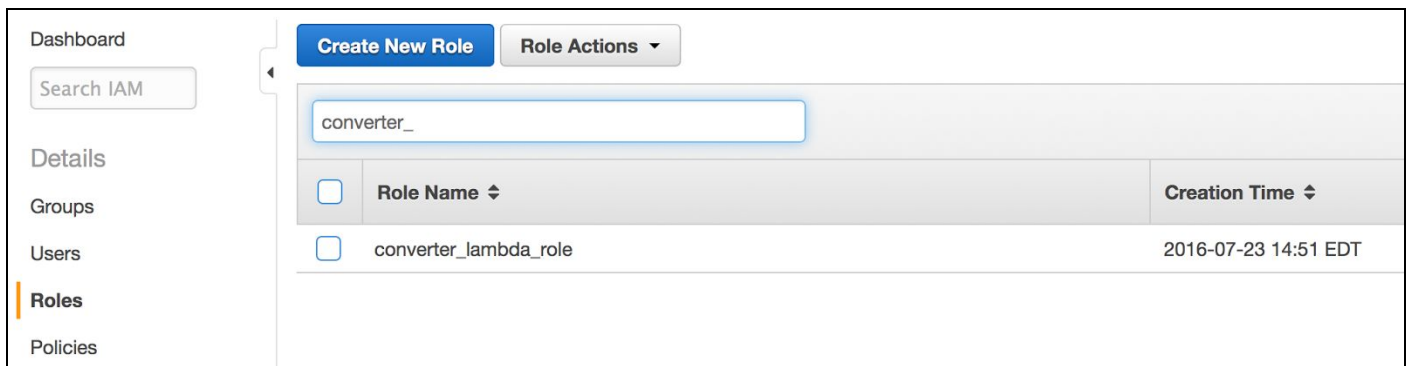 Dashboard
Search IAM
Details
Groups
Users
Roles
Policies
Create New Role
Role Actions
converter_
Role Name
Creation Time
converter_lambda_role
2016-07-23 14:51 EDT